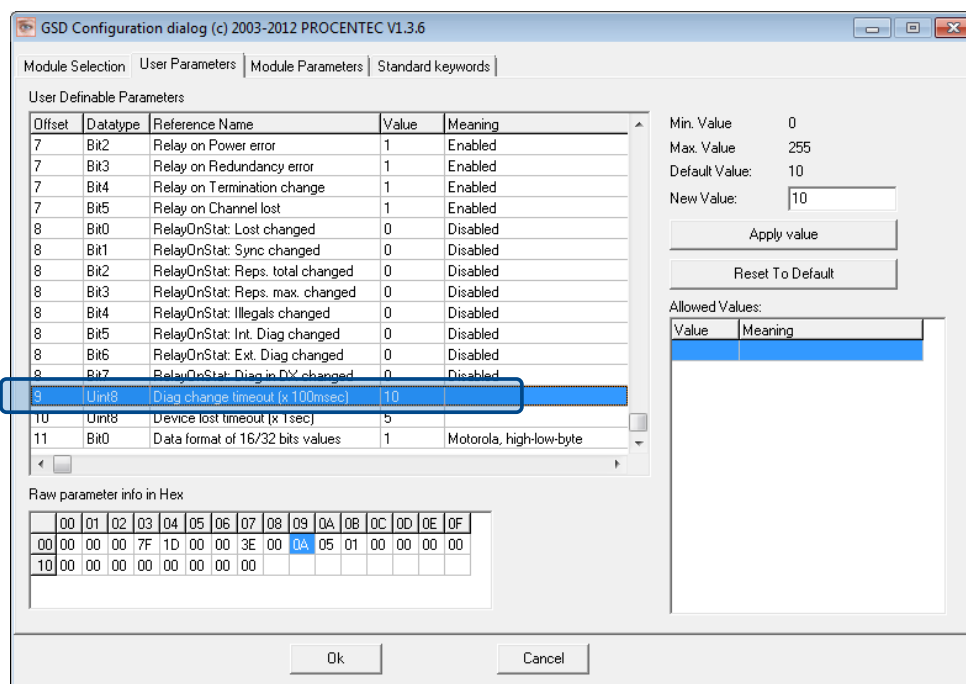 GSD Configuration dialog (c) 2003-2012 PROCENTEC V1.3.6
Module Selection User Parameters Module Parameters Standard keywords
User Definable Parameters
Offset Datatype Reference Name Value Meaning
7 Bit2 Relay on Power error 1 Enabled
7 Bit3 Relay on Redundancy error 1 Enabled
7 Bit4 Relay on Termination change 1 Enabled
7 Bit5 Relay on Channel lost 1 Enabled
8 Bit0 RelayOnStat: Lost changed 0 Disabled
8 Bit1 RelayOnStat: Sync changed 0 Disabled
8 Bit2 RelayOnStat: Reps. total changed 0 Disabled
8 Bit3 RelayOnStat: Reps. max. changed 0 Disabled
8 Bit4 RelayOnStat: Illegals changed 0 Disabled
8 Bit5 RelayOnStat: Int. Diag changed 0 Disabled
8 Bit6 RelayOnStat: Ext. Diag changed 0 Disabled
8 Bit7 RelayOnStat: Diag in DX changed 0 Disabled
9 Uint8 Diag change timeout (x 100msec) 10
10 Uint8 Device lost timeout (x 1sec) 5
11 Bit0 Data format of 16/32 bits values 1 Motorola, high-low-byte
Min. Value 0
Max. Value 255
Default Value: 10
New Value: 10
Apply value
Reset To Default
Allowed Values:
Value Meaning
Raw parameter info in Hex
00 01 02 03 04 05 06 07 08 09 0A 0B 0C 0D 0E 0F
00 00 00 00 7F 1D 00 00 3E 00 0A 05 01 00 00 00 00
10 00 00 00 00 00 00 00 00
Ok Cancel